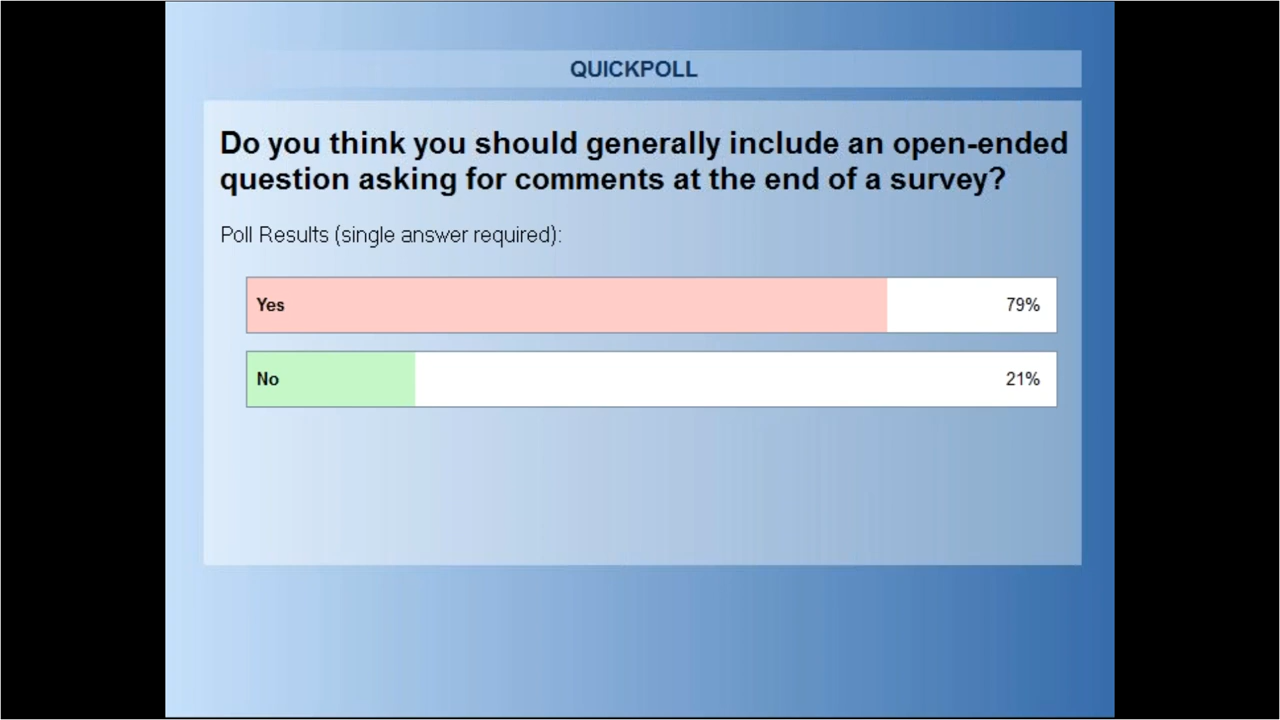 QUICKPOLL
Do you think you should generally include an open-ended
question asking for comments at the end of a survey?
Poll Results (single answer required):
Yes 79%
No 21%